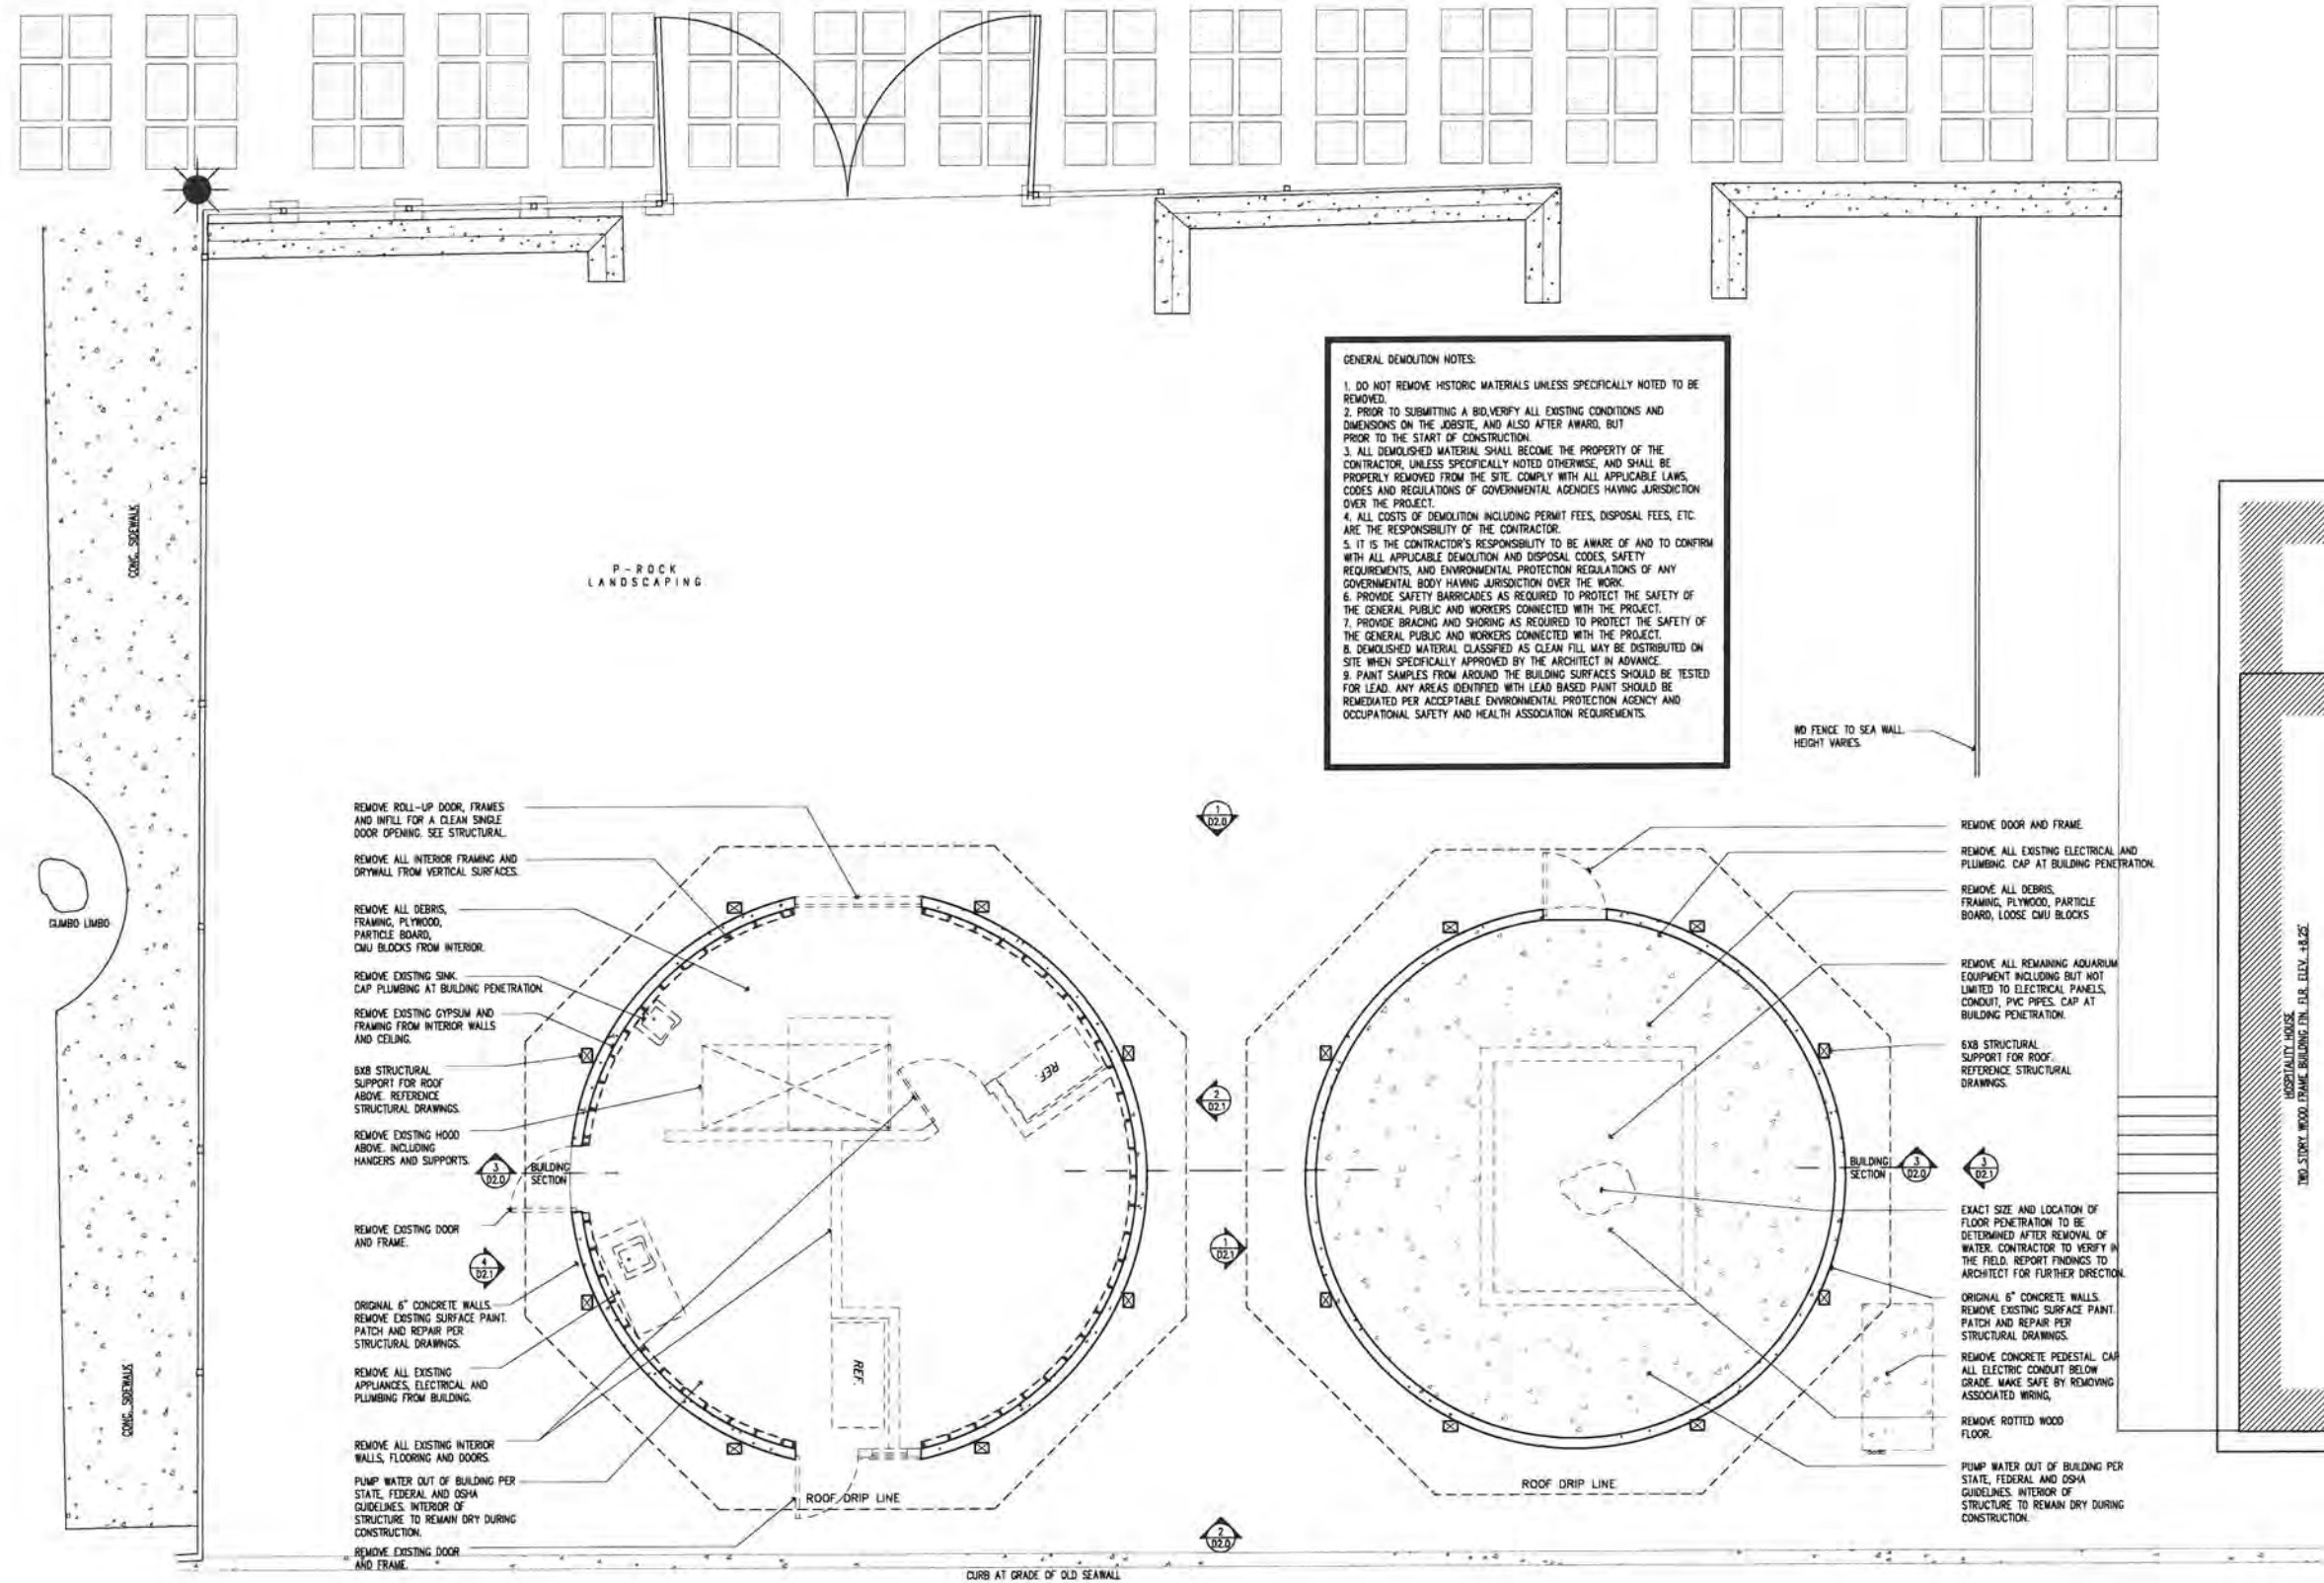 GENERAL DEMOLITION NOTES:
1. DO NOT REMOVE HISTORIC MATERIALS UNLESS SPECIFICALLY NOTED TO BE
REMOVED.
2. PRIOR TO SUBMITTING A BID,VERIFY ALL EXISTING CONDITIONS AND
DIMENSIONS ON THE JOBSITE, AND ALSO AFTER AWARD, BUT
PRIOR TO THE START OF CONSTRUCTION.
3. ALL DEMOLISHED MATERIAL SHALL BECOME THE PROPERTY OF THE
CONTRACTOR, UNLESS SPECIFICALLY NOTED OTHERWISE, AND SHALL BE
PROPERLY REMOVED FROM THE SITE. COMPLY WITH ALL APPLICABLE LAWS,
CODES AND REGULATIONS OF GOVERNMENTAL AGENCIES HAVING JURISDICTION
OVER THE PROJECT.
4. ALL COSTS OF DEMOLITION INCLUDING PERMIT FEES, DISPOSAL FEES, ETC.
ARE THE RESPONSIBILITY OF THE CONTRACTOR.
5. IT IS THE CONTRACTOR'S RESPONSIBILITY TO BE AWARE OF AND TO CONFIRM
WITH ALL APPLICABLE DEMOLITION AND DISPOSAL CODES, SAFETY
REQUIREMENTS, AND ENVIRONMENTAL PROTECTION REGULATIONS OF ANY
GOVERNMENTAL BODY HAVING JURISDICTION OVER THE WORK.
6. PROVIDE SAFETY BARRICADES AS REQUIRED TO PROTECT THE SAFETY OF
THE GENERAL PUBLIC AND WORKERS CONNECTED WITH THE PROJECT.
7. PROVIDE BRACING AND SHORING AS REQUIRED TO PROTECT THE SAFETY OF
THE GENERAL PUBLIC AND WORKERS CONNECTED WITH THE PROJECT.
8. DEMOLISHED MATERIAL CLASSIFIED AS CLEAN FILL MAY BE DISTRIBUTED ON
SITE WHEN SPECIFICALLY APPROVED BY THE ARCHITECT IN ADVANCE.
9. PAINT SAMPLES FROM AROUND THE BUILDING SURFACES SHOULD BE TESTED
FOR LEAD. ANY AREAS IDENTIFIED WITH LEAD BASED PAINT SHOULD BE
REMEDIATED PER ACCEPTABLE ENVIRONMENTAL PROTECTION AGENCY AND
OCCUPATIONAL SAFETY AND HEALTH ASSOCIATION REQUIREMENTS.
CONC. SIDEWALK
P-ROCK
LANDSCAPING
WD FENCE TO SEA WALL.
HEIGHT VARIES.
GUMBO LIMBO
CONC. SIDEWALK
REMOVE ROLL-UP DOOR, FRAMES
AND INFILL FOR A CLEAN SINGLE
DOOR OPENING. SEE STRUCTURAL.
REMOVE ALL INTERIOR FRAMING AND
DRYWALL FROM VERTICAL SURFACES.
REMOVE ALL DEBRIS,
FRAMING, PLYWOOD,
PARTICLE BOARD,
CMU BLOCKS FROM INTERIOR.
REMOVE EXISTING SINK.
CAP PLUMBING AT BUILDING PENETRATION.
REMOVE EXISTING GYPSUM AND
FRAMING FROM INTERIOR WALLS
AND CEILING.
6X8 STRUCTURAL
SUPPORT FOR ROOF
ABOVE. REFERENCE
STRUCTURAL DRAWINGS.
REMOVE EXISTING HOOD
ABOVE. INCLUDING
HANGERS AND SUPPORTS.
3
D2.0
BUILDING
SECTION
REMOVE EXISTING DOOR
AND FRAME.
4
D2.1
ORIGINAL 6" CONCRETE WALLS.
REMOVE EXISTING SURFACE PAINT.
PATCH AND REPAIR PER
STRUCTURAL DRAWINGS.
REMOVE ALL EXISTING
APPLIANCES, ELECTRICAL AND
PLUMBING FROM BUILDING.
REMOVE ALL EXISTING INTERIOR
WALLS, FLOORING AND DOORS.
PUMP WATER OUT OF BUILDING PER
STATE, FEDERAL AND OSHA
GUIDELINES. INTERIOR OF
STRUCTURE TO REMAIN DRY DURING
CONSTRUCTION.
REMOVE EXISTING DOOR
AND FRAME.
REF.
REF.
ROOF DRIP LINE
1
D2.0
2
D2.1
1
D2.1
2
D2.0
ROOF DRIP LINE
REMOVE DOOR AND FRAME.
REMOVE ALL EXISTING ELECTRICAL AND
PLUMBING. CAP AT BUILDING PENETRATION.
REMOVE ALL DEBRIS,
FRAMING, PLYWOOD, PARTICLE
BOARD, LOOSE CMU BLOCKS
REMOVE ALL REMAINING AQUARIUM
EQUIPMENT INCLUDING BUT NOT
LIMITED TO ELECTRICAL PANELS,
CONDUIT, PVC PIPES. CAP AT
BUILDING PENETRATION.
6X8 STRUCTURAL
SUPPORT FOR ROOF.
REFERENCE STRUCTURAL
DRAWINGS.
BUILDING
SECTION
3
D2.0
3
D2.1
EXACT SIZE AND LOCATION OF
FLOOR PENETRATION TO BE
DETERMINED AFTER REMOVAL OF
WATER. CONTRACTOR TO VERIFY IN
THE FIELD. REPORT FINDINGS TO
ARCHITECT FOR FURTHER DIRECTION.
ORIGINAL 6" CONCRETE WALLS.
REMOVE EXISTING SURFACE PAINT.
PATCH AND REPAIR PER
STRUCTURAL DRAWINGS.
REMOVE CONCRETE PEDESTAL. CAP
ALL ELECTRIC CONDUIT BELOW
GRADE. MAKE SAFE BY REMOVING
ASSOCIATED WIRING,
REMOVE ROTTED WOOD
FLOOR.
PUMP WATER OUT OF BUILDING PER
STATE, FEDERAL AND OSHA
GUIDELINES. INTERIOR OF
STRUCTURE TO REMAIN DRY DURING
CONSTRUCTION.
HOSPITALITY HOUSE
TWO STORY WOOD FRAME BUILDING FIN. FLR. ELEV. +8.25'
CURB AT GRADE OF OLD SEAWALL